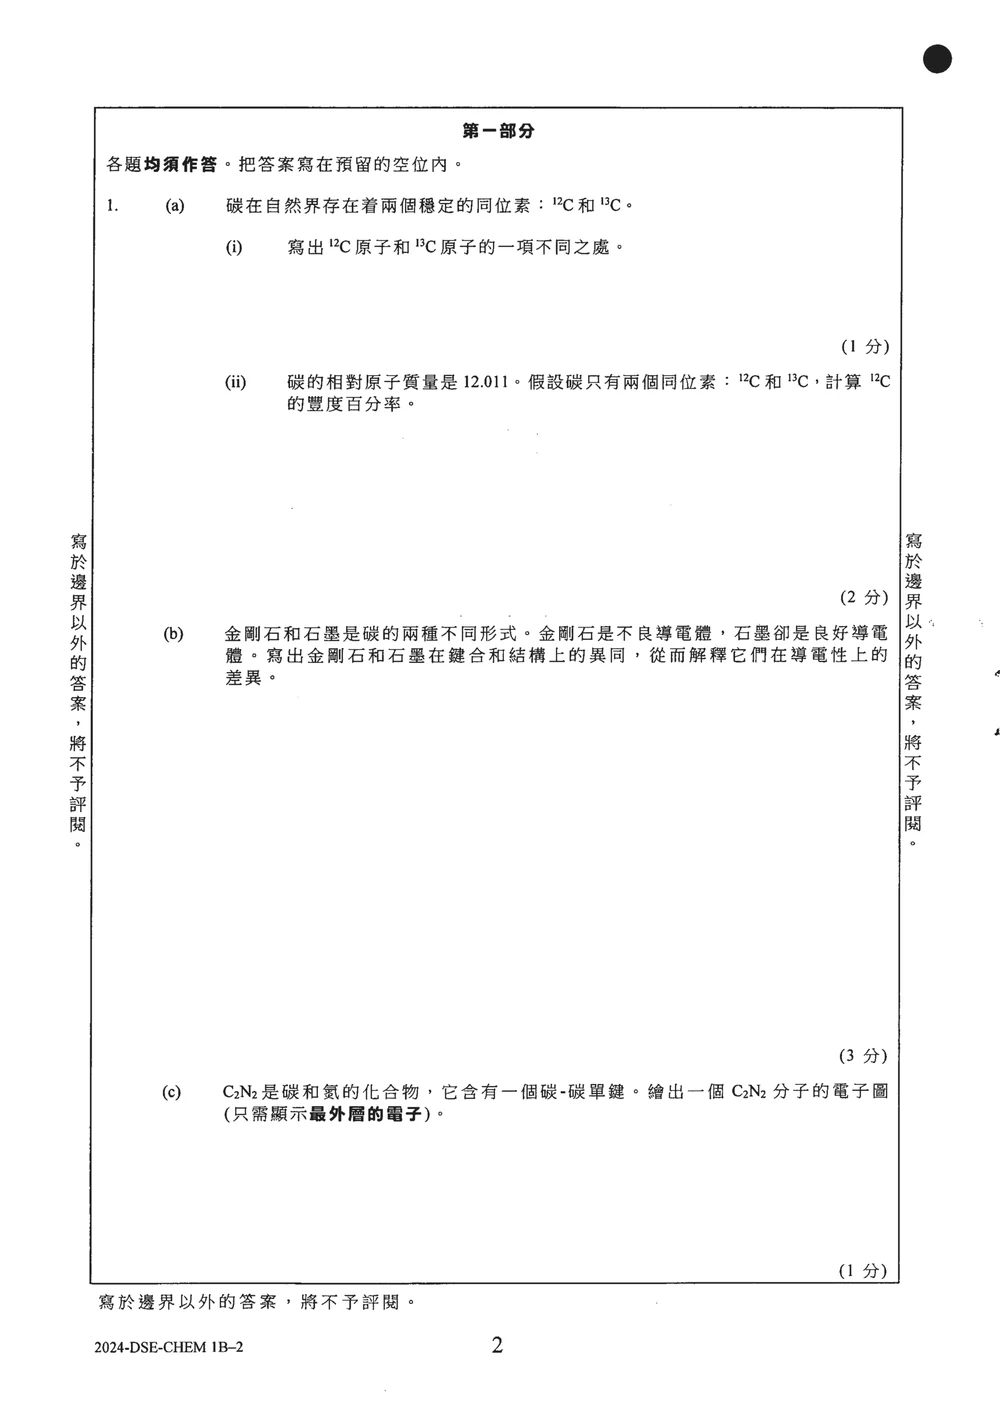 第一部分
各題均須作答。把答案寫在預留的空位內。
1. (a) 碳在自然界存在着兩個穩定的同位素：¹²C 和 ¹³C。
(i) 寫出 ¹²C 原子和 ¹³C 原子的一項不同之處。
(1 分)
(ii) 碳的相對原子質量是 12.011。假設碳只有兩個同位素：¹²C 和 ¹³C，計算 ¹²C
的豐度百分率。
(2 分)
(b) 金剛石和石墨是碳的兩種不同形式。金剛石是不良導電體，石墨卻是良好導電
體。寫出金剛石和石墨在鍵合和結構上的異同，從而解釋它們在導電性上的
差異。
(3 分)
(c) C₂N₂ 是碳和氮的化合物，它含有一個碳-碳單鍵。繪出一個 C₂N₂ 分子的電子圖
(只需顯示最外層的電子)。
(1 分)
寫於邊界以外的答案，將不予評閱。
寫於邊界以外的答案，將不予評閱。
寫於邊界以外的答案，將不予評閱。
2024-DSE-CHEM 1B–2
2